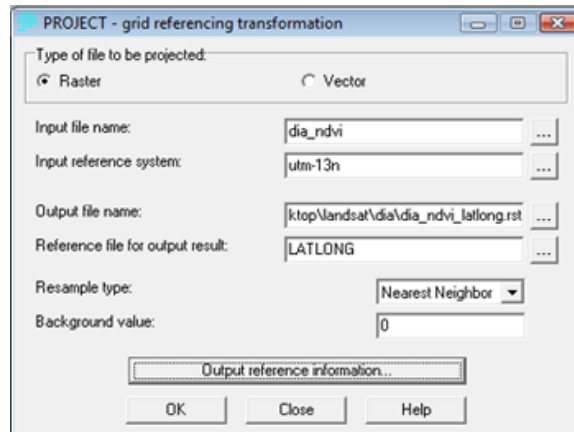 PROJECT - grid referencing transformation
Type of file to be projected:
Raster Vector
Input file name: dia_ndvi ...
Input reference system: utm-13n ...
Output file name: ktop\landsat\dia\dia_ndvi_latlong.rst ...
Reference file for output result: LATLONG ...
Resample type: Nearest Neighbor
Background value: 0
Output reference information...
OK Close Help